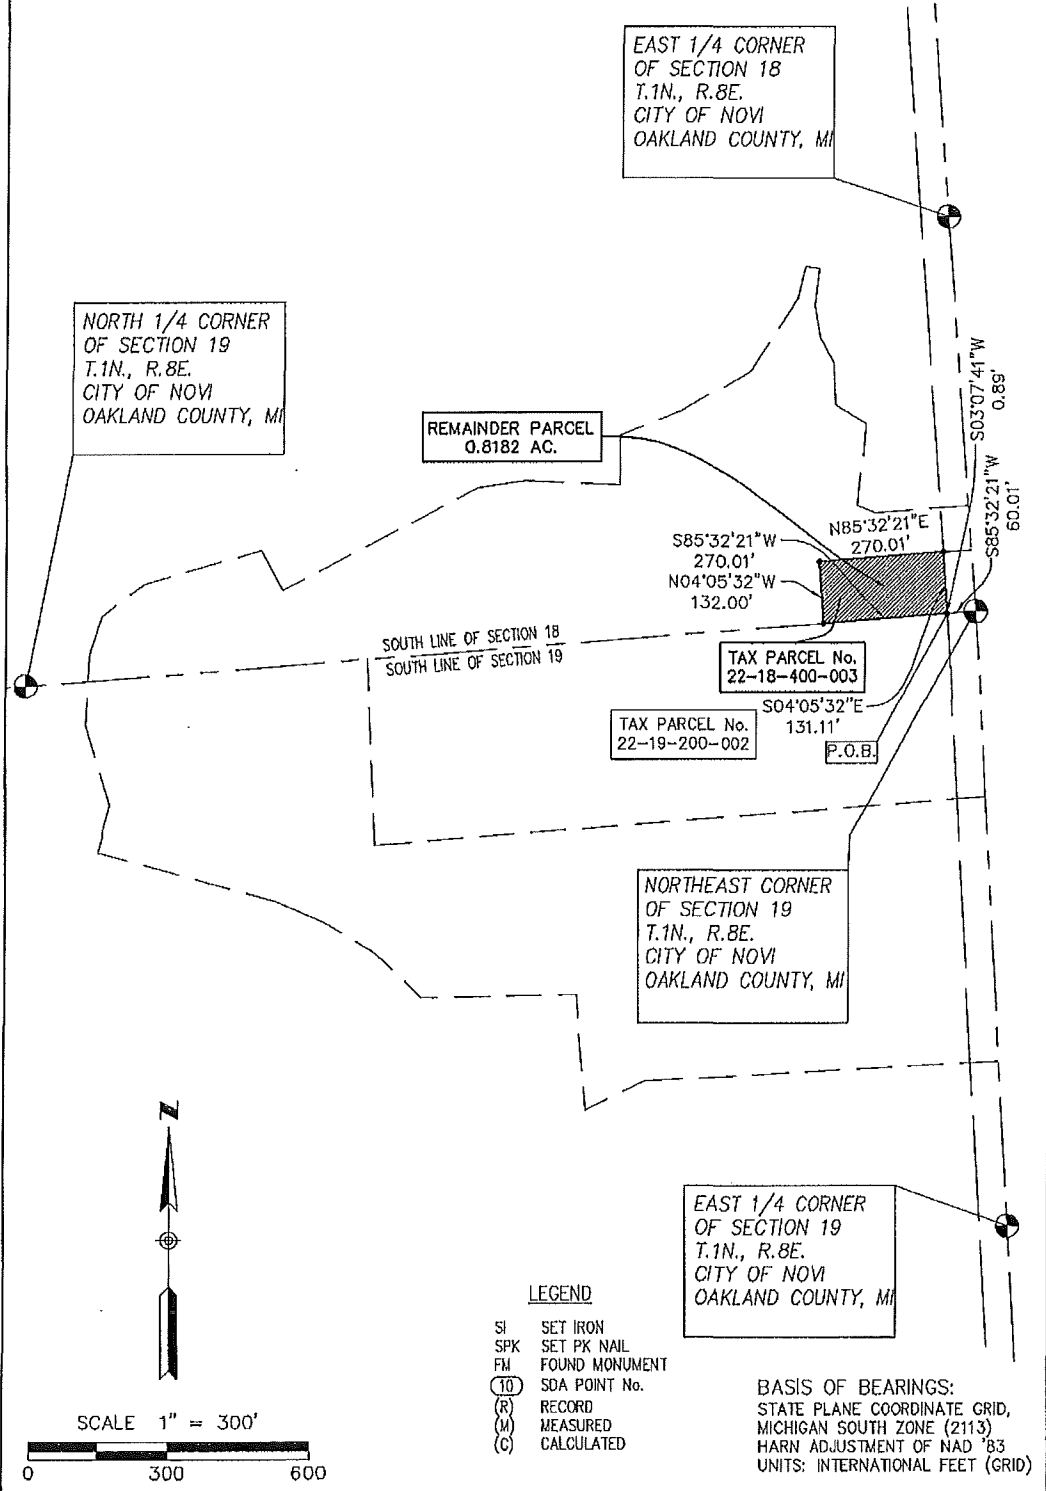 EAST 1/4 CORNER
OF SECTION 18
T.1N., R.8E.
CITY OF NOVI
OAKLAND COUNTY, MI
NORTH 1/4 CORNER
OF SECTION 19
T.1N., R.8E.
CITY OF NOVI
OAKLAND COUNTY, MI
REMAINDER PARCEL
0.8182 AC.
S03°07'41"W
0.89'
S85°32'21"W
60.01'
N85°32'21"E
270.01'
S85°32'21"W
270.01'
N04°05'32"W
132.00'
SOUTH LINE OF SECTION 18
SOUTH LINE OF SECTION 19
TAX PARCEL No.
22-18-400-003
S04°05'32"E
131.11'
TAX PARCEL No.
22-19-200-002
P.O.B.
NORTHEAST CORNER
OF SECTION 19
T.1N., R.8E.
CITY OF NOVI
OAKLAND COUNTY, MI
N
EAST 1/4 CORNER
OF SECTION 19
T.1N., R.8E.
CITY OF NOVI
OAKLAND COUNTY, MI
LEGEND
SI SET IRON
SPK SET PK NAIL
FM FOUND MONUMENT
10 SDA POINT No.
(R) RECORD
(M) MEASURED
(C) CALCULATED
BASIS OF BEARINGS:
STATE PLANE COORDINATE GRID,
MICHIGAN SOUTH ZONE (2113)
HARN ADJUSTMENT OF NAD '83
UNITS: INTERNATIONAL FEET (GRID)
SCALE 1" = 300'
0 300 600